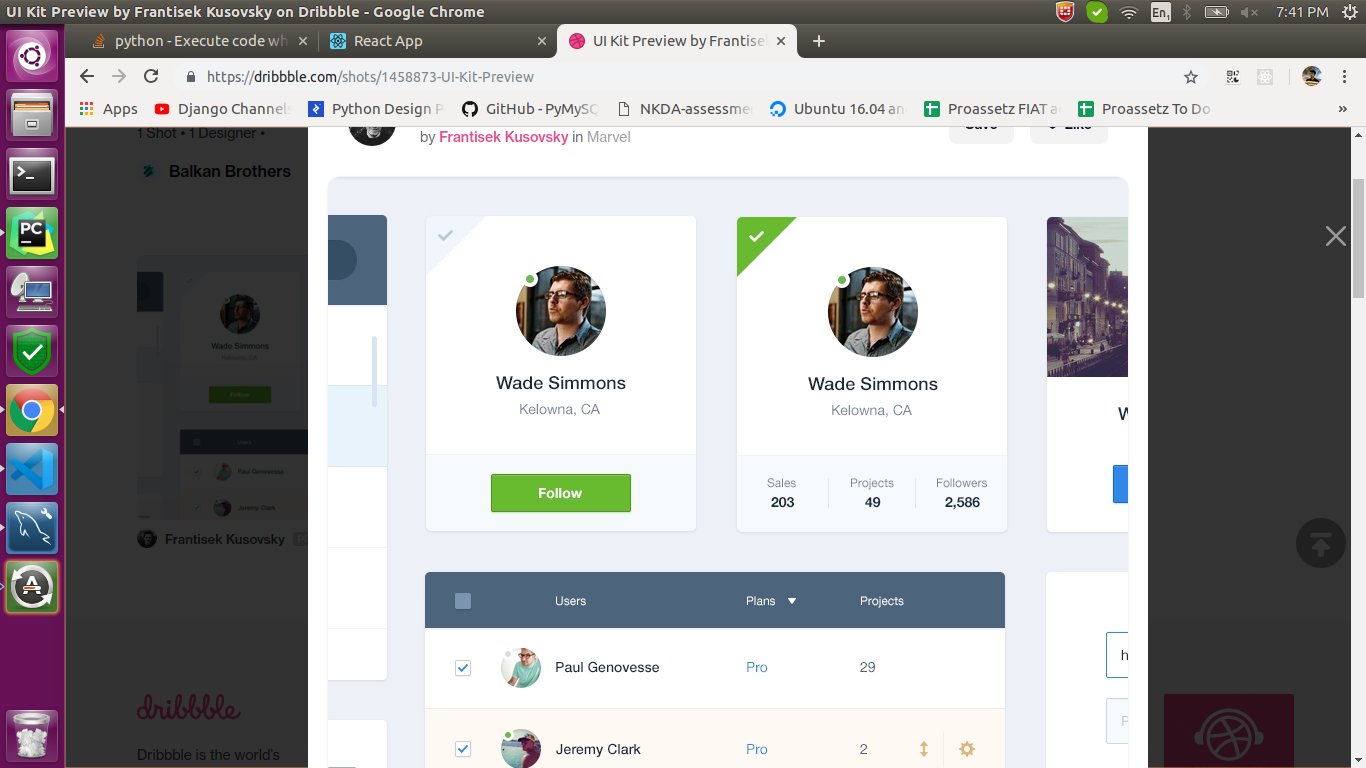 UI Kit Preview by Frantisek Kusovsky on Dribbble - Google Chrome
En1
7:41 PM
python - Execute code wh
React App
UI Kit Preview by Frantise
https://dribbble.com/shots/1458873-UI-Kit-Preview
Apps
Django Channel
Python Design P
GitHub - PyMySQ
NKDA-assessme
Ubuntu 16.04 an
Proassetz FIAT a
Proassetz To Do
»
1 Shot • 1 Designer •
Balkan Brothers
by Frantisek Kusovsky in Marvel
Save
Like
Wade Simmons
Kelowna, CA
Follow
Wade Simmons
Kelowna, CA
Sales
203
Projects
49
Followers
2,586
W
Users
Plans
Projects
Paul Genovesse
Pro
29
Jeremy Clark
Pro
2
h
P
Wade Simmons
Kelowna, CA
Follow
Users
Paul Genovesse
Jeremy Clark
Frantisek Kusovsky
dribbble
Dribbble is the world's
PC
>_
A